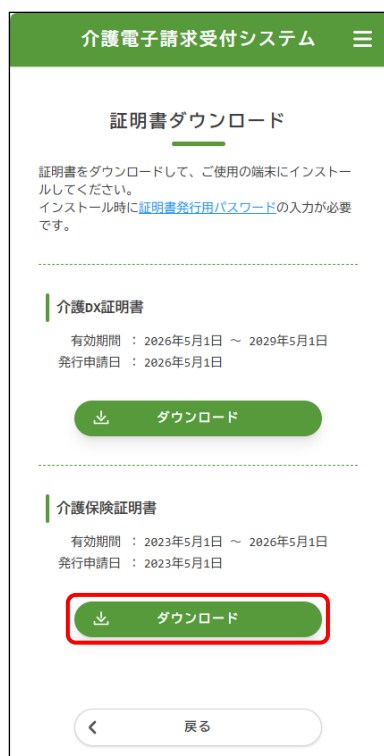 介護電子請求受付システム
証明書ダウンロード
証明書をダウンロードして、ご使用の端末にインストー
ルしてください。
インストール時に証明書発行用パスワードの入力が必要
です。
介護DX証明書
有効期間 ： 2026年5月1日 ～ 2029年5月1日
発行申請日 ： 2026年5月1日
ダウンロード
介護保険証明書
有効期間 ： 2023年5月1日 ～ 2026年5月1日
発行申請日 ： 2023年5月1日
ダウンロード
戻る